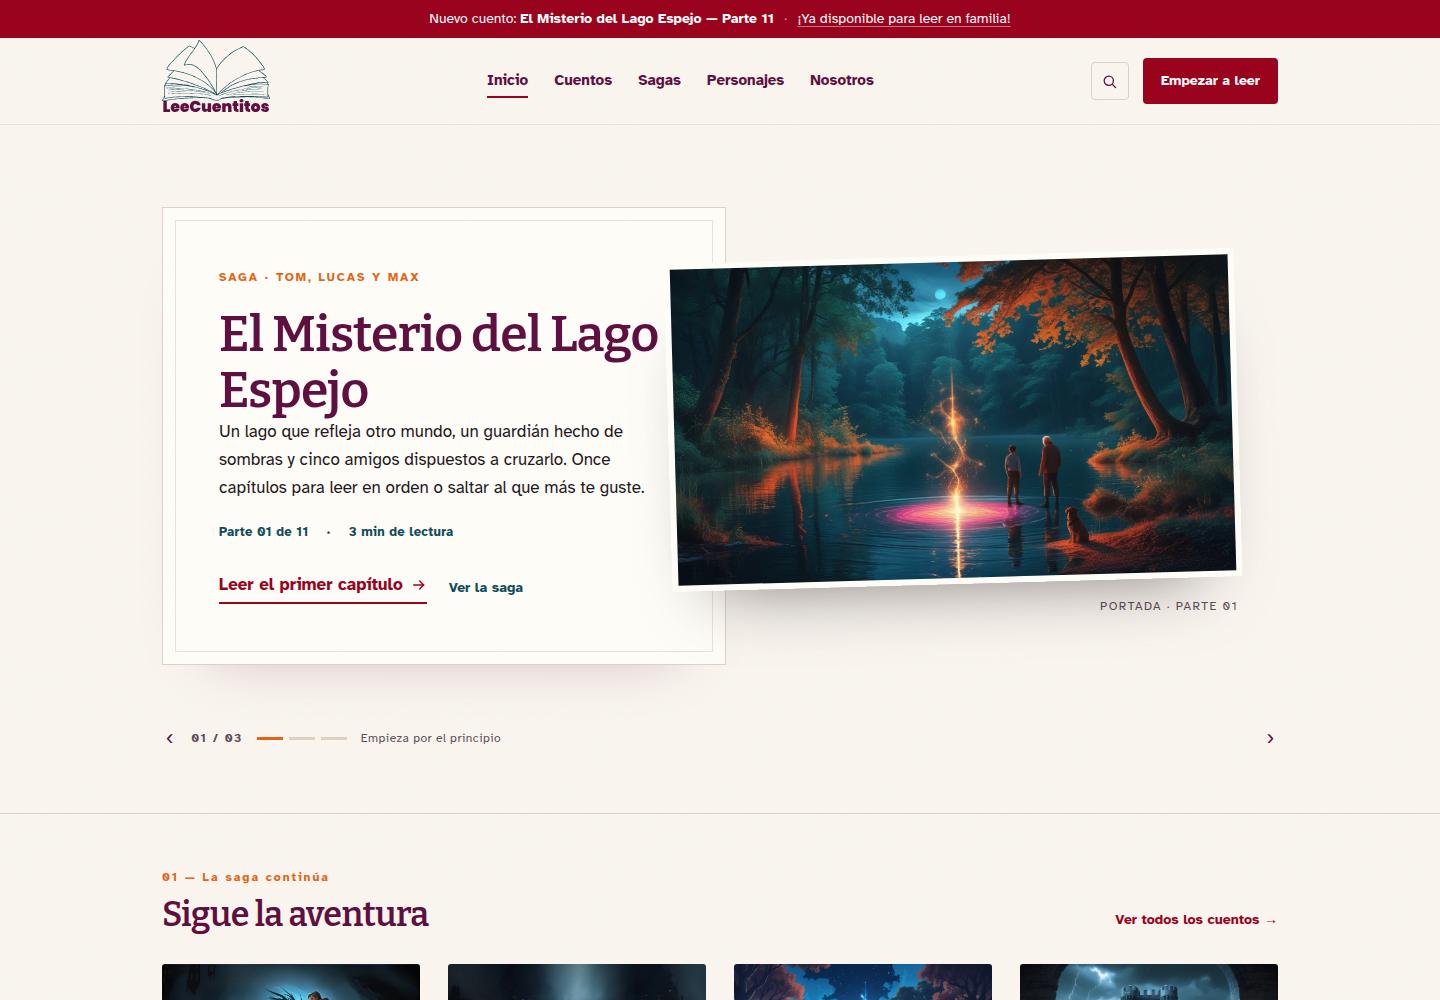 Nuevo cuento: El Misterio del Lago Espejo — Parte 11 · ¡Ya disponible para leer en familia!
LeeCuentitos
Inicio Cuentos Sagas Personajes Nosotros
Empezar a leer
SAGA · TOM, LUCAS Y MAX
El Misterio del Lago
Espejo
Un lago que refleja otro mundo, un guardián hecho de
sombras y cinco amigos dispuestos a cruzarlo. Once
capítulos para leer en orden o saltar al que más te guste.
Parte 01 de 11 · 3 min de lectura
Leer el primer capítulo → Ver la saga
PORTADA · PARTE 01
‹ 01 / 03 Empieza por el principio ›
01 — La saga continúa
Sigue la aventura
Ver todos los cuentos →